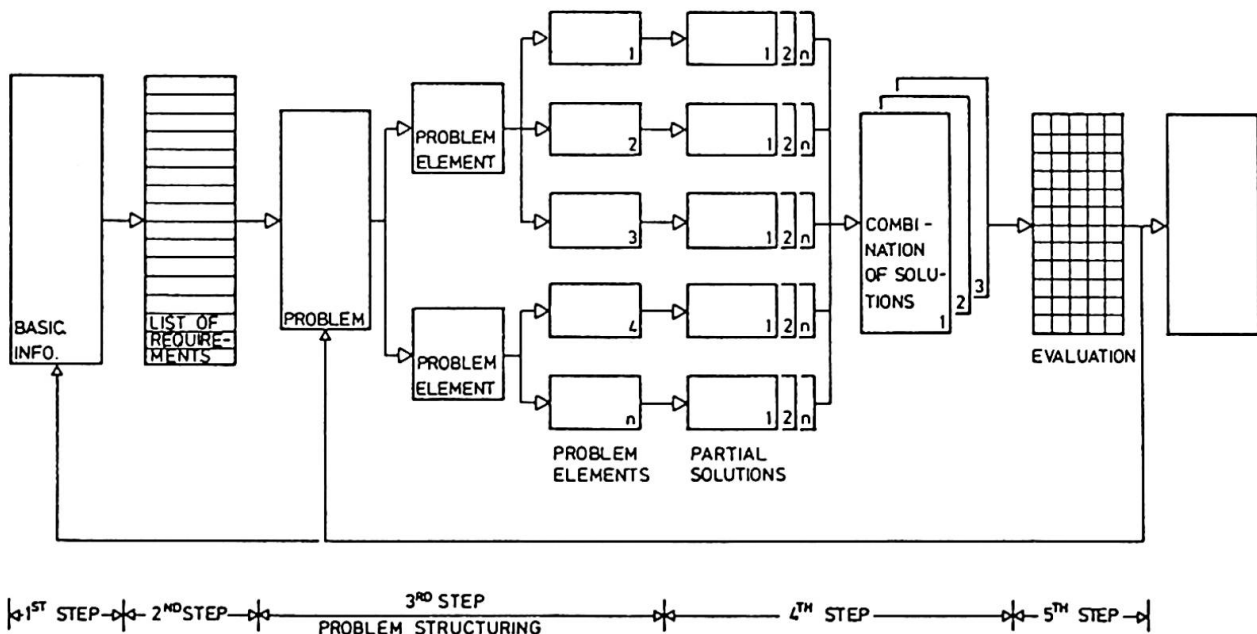 BASIC.
INFO.
LIST OF
REQUIRE-
MENTS
PROBLEM
PROBLEM
ELEMENT
PROBLEM
ELEMENT
1
2
3
4
n
PROBLEM
ELEMENTS
1 2 n
1 2 n
1 2 n
1 2 n
1 2 n
PARTIAL
SOLUTIONS
COMBI-
NATION
OF SOLU-
TIONS
1
2
3
EVALUATION
1ST STEP
2ND STEP
3RD STEP
PROBLEM STRUCTURING
4TH STEP
5TH STEP